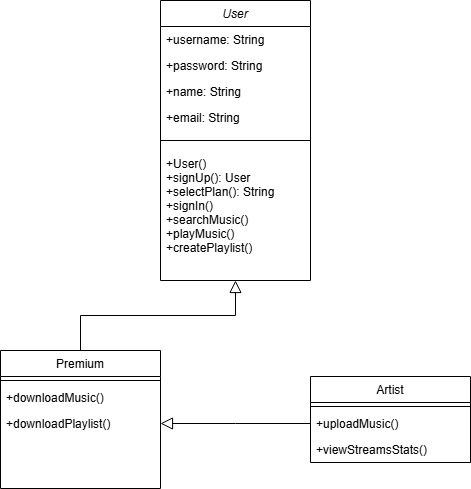 User
+username: String
+password: String
+name: String
+email: String
+User()
+signUp(): User
+selectPlan(): String
+signIn()
+searchMusic()
+playMusic()
+createPlaylist()
Premium
+downloadMusic()
+downloadPlaylist()
Artist
+uploadMusic()
+viewStreamsStats()